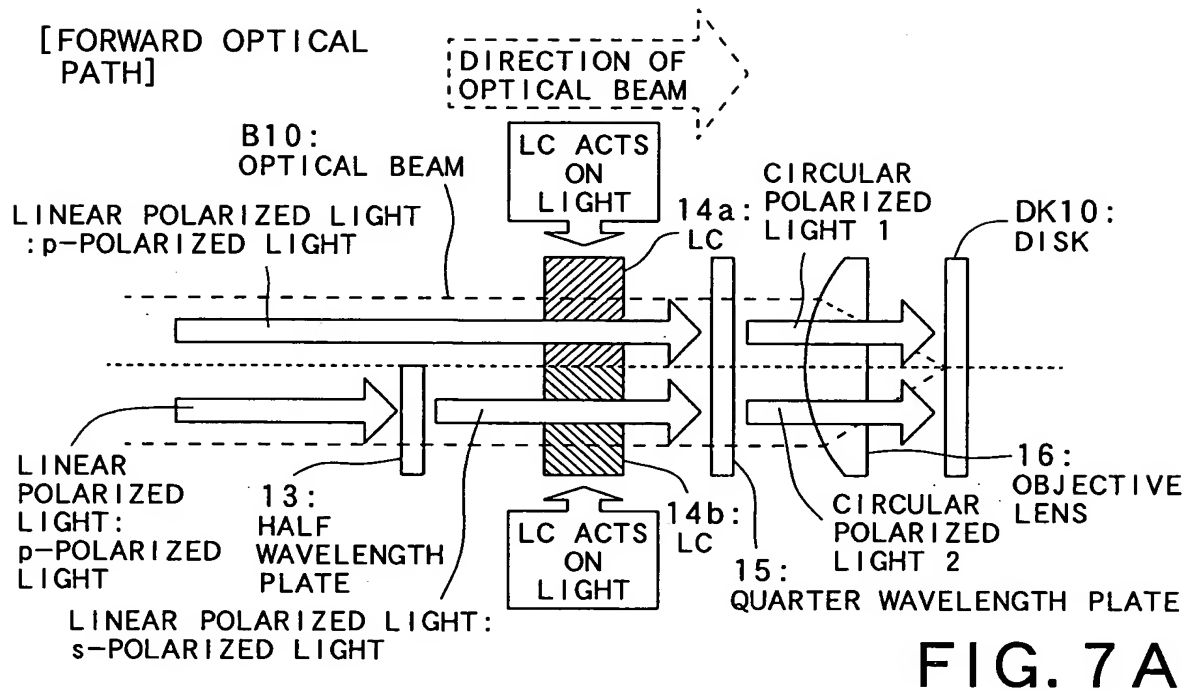 [FORWARD OPTICAL
PATH]
DIRECTION OF
OPTICAL BEAM
B10:
OPTICAL BEAM
LC ACTS
ON
LIGHT
LINEAR POLARIZED LIGHT
:p-POLARIZED LIGHT
14a:
LC
CIRCULAR
POLARIZED
LIGHT 1
DK10:
DISK
LINEAR
POLARIZED
LIGHT:
p-POLARIZED
LIGHT
13:
HALF
WAVELENGTH
PLATE
LINEAR POLARIZED LIGHT:
s-POLARIZED LIGHT
LC ACTS
ON
LIGHT
14b:
LC
15:
QUARTER WAVELENGTH PLATE
CIRCULAR
POLARIZED
LIGHT 2
16:
OBJECTIVE
LENS
FIG. 7A